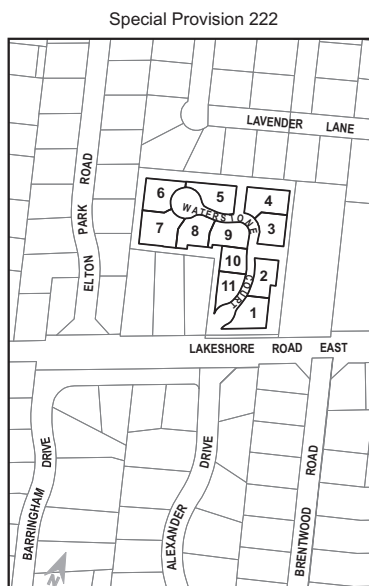 Special Provision 222
LAVENDER LANE
ELTON PARK ROAD
WATERSTONE COURT
6
5
4
7
8
9
3
10
2
11
1
LAKESHORE ROAD EAST
BARRINGHAM DRIVE
ALEXANDER DRIVE
BRENTWOOD ROAD
N